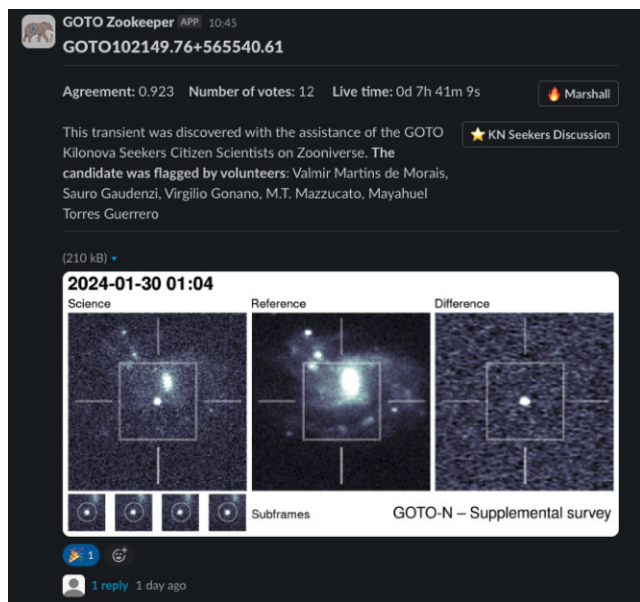 GOTO Zookeeper APP 10:45
GOTO102149.76+565540.61
Agreement: 0.923 Number of votes: 12 Live time: 0d 7h 41m 9s
Marshall
This transient was discovered with the assistance of the GOTO
Kilonova Seekers Citizen Scientists on Zooniverse. The
candidate was flagged by volunteers: Valmir Martins de Morais,
Sauro Gaudenzi, Virgilio Gonano, M.T. Mazzucato, Mayahuel
Torres Guerrero
KN Seekers Discussion
(210 kB)
2024-01-30 01:04
Science Reference Difference
Subframes GOTO-N – Supplemental survey
1
1 reply 1 day ago